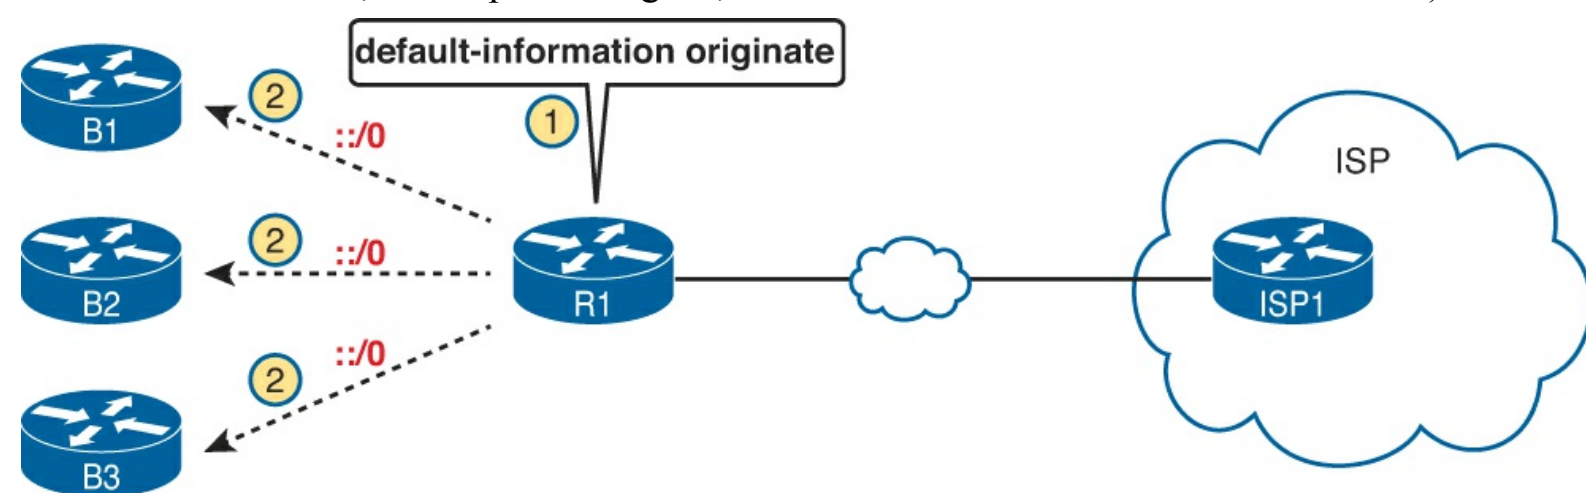 default-information originate
B1
2
::/0
1
ISP
B2
2
::/0
R1
ISP1
B3
2
::/0